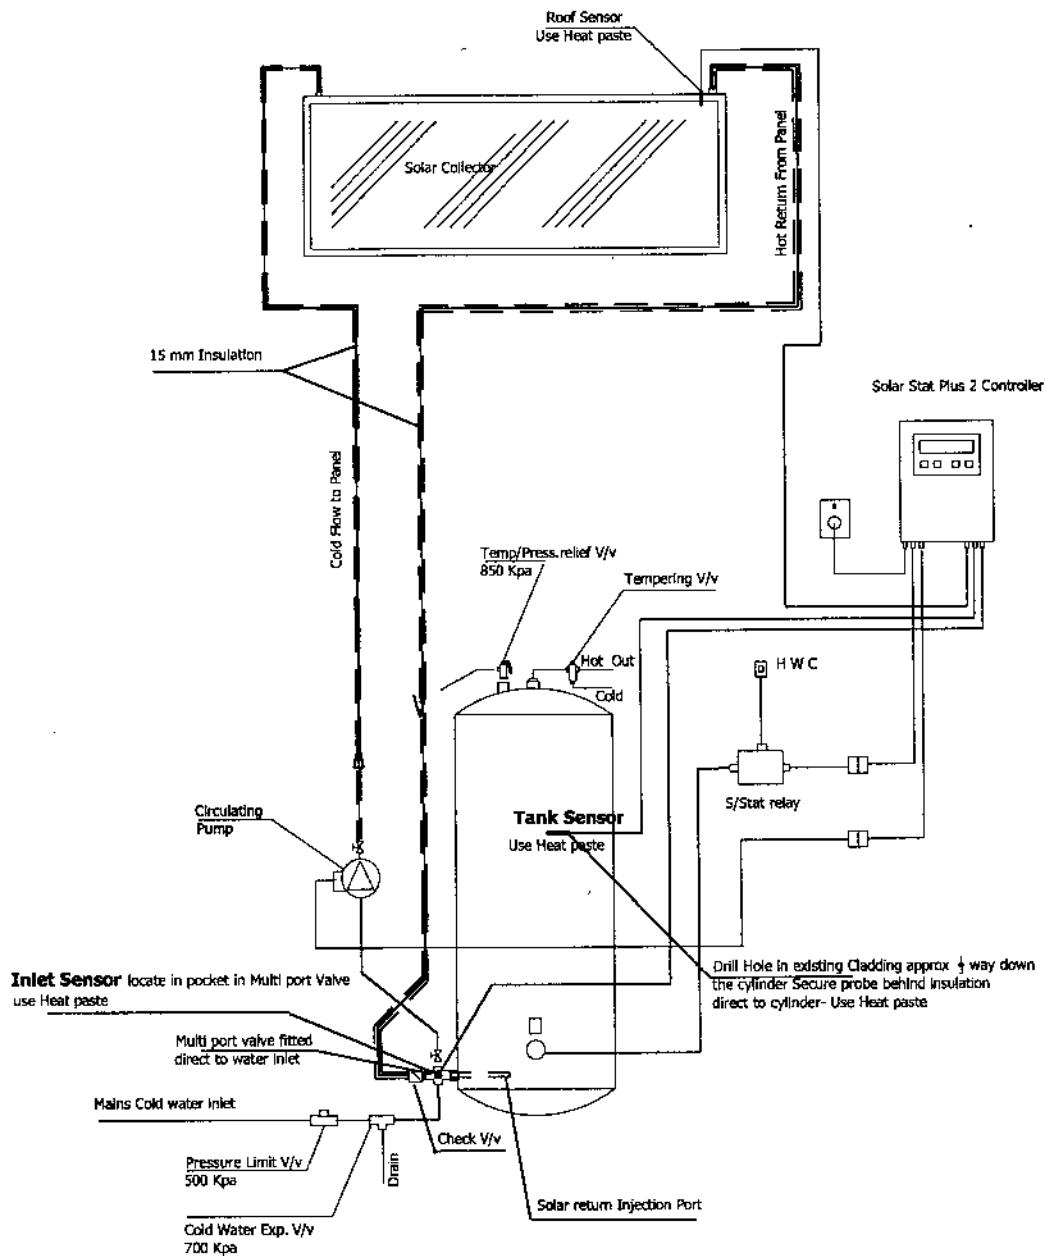 Roof Sensor
Use Heat paste
Solar Collector
Hot Return From Panel
15 mm Insulation
Solar Stat Plus 2 Controller
Cold Flow to Panel
Temp/Press.relief V/v
850 Kpa
Tempering V/v
Hot Out
Cold
H W C
S/Stat relay
Circulating
Pump
Tank Sensor
Use Heat paste
Inlet Sensor locate in pocket in Multi port Valve
use Heat paste
Drill Hole in existing Cladding approx way down
the cylinder Secure probe behind insulation
direct to cylinder- Use Heat paste
Multi port valve fitted
direct to water inlet
Mains Cold water inlet
Check V/v
Drain
Pressure Limit V/v
500 Kpa
Solar return Injection Port
Cold Water Exp. V/v
700 Kpa